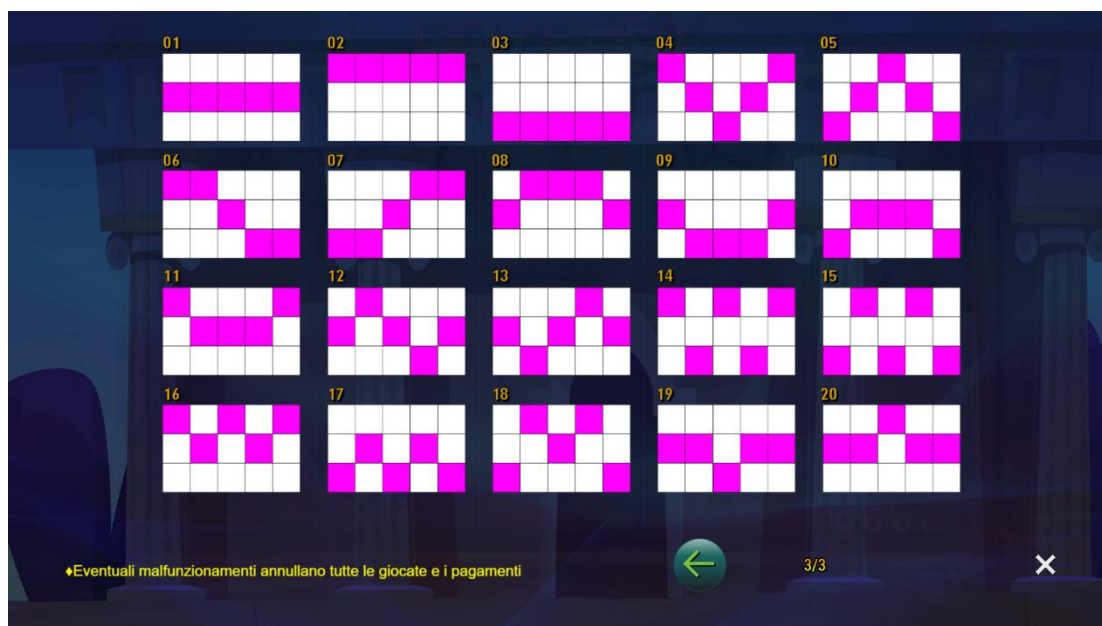 01 02 03 04 05
06 07 08 09 10
11 12 13 14 15
16 17 18 19 20
♦Eventuali malfunzionamenti annullano tutte le giocate e i pagamenti
3/3